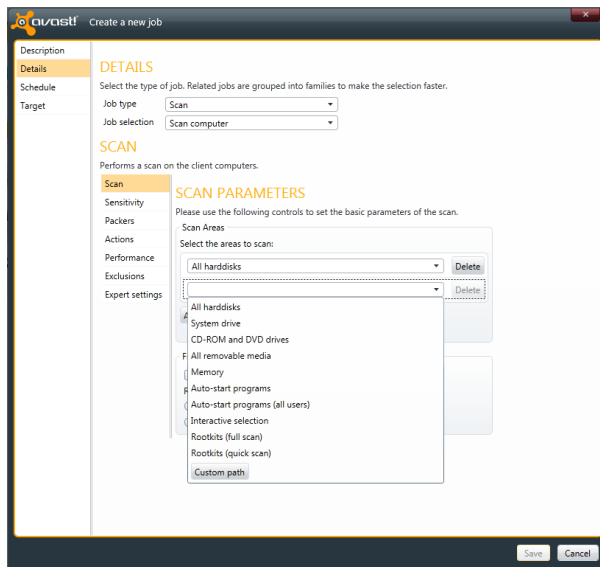 avast! Create a new job
Description
Details
Schedule
Target
DETAILS
Select the type of job. Related jobs are grouped into families to make the selection faster.
Job type Scan
Job selection Scan computer
SCAN
Performs a scan on the client computers.
Scan
Sensitivity
Packers
Actions
Performance
Exclusions
Expert settings
SCAN PARAMETERS
Please use the following controls to set the basic parameters of the scan.
Scan Areas
Select the areas to scan:
All harddisks Delete
Delete
All harddisks
System drive
CD-ROM and DVD drives
All removable media
Memory
Auto-start programs
Auto-start programs (all users)
Interactive selection
Rootkits (full scan)
Rootkits (quick scan)
Custom path
Save Cancel